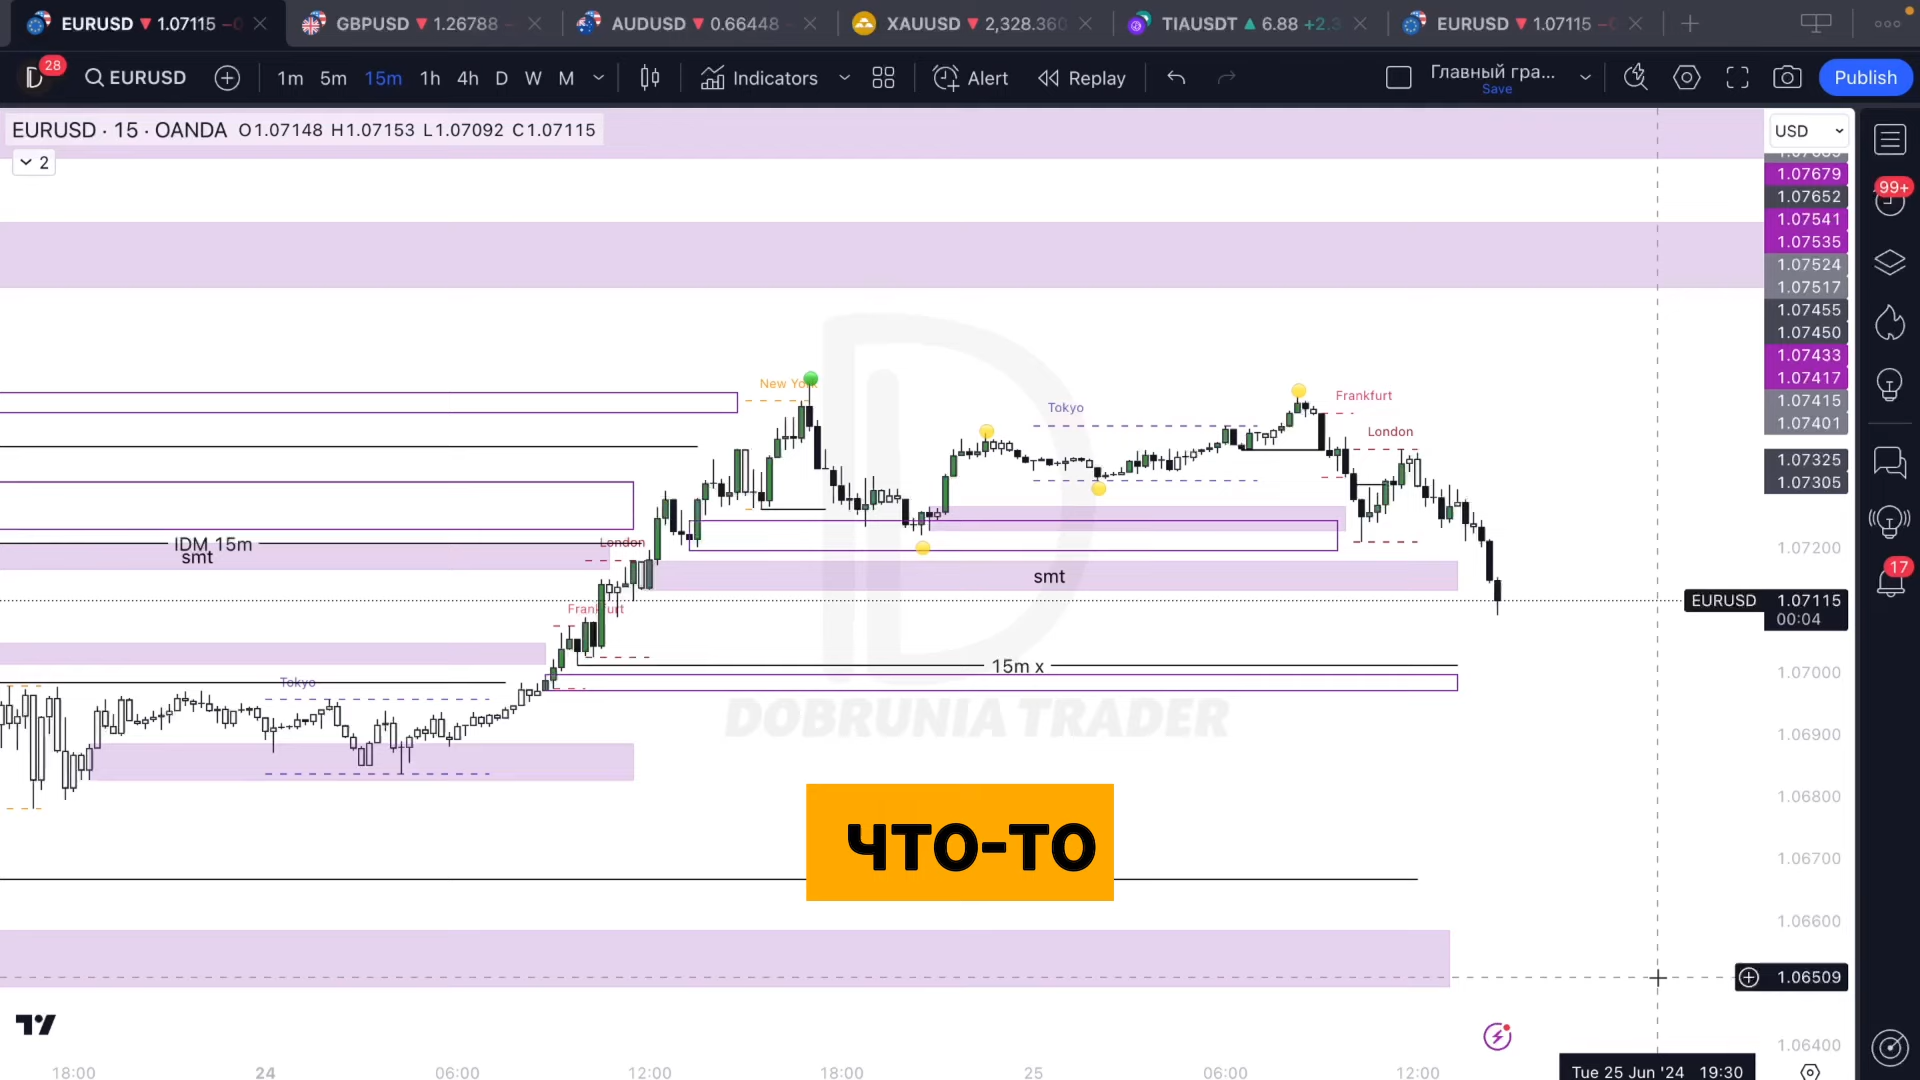 EURUSD 1.07115
GBPUSD 1.26788
AUDUSD 0.66448
XAUUSD 2,328.360
TIAUSDT 6.88 +2.3
EURUSD 1.07115
28
EURUSD
1m 5m 15m 1h 4h D W M
Indicators
Alert
Replay
Главный гра...
Save
Publish
EURUSD · 15 · OANDA O1.07148 H1.07153 L1.07092 C1.07115
2
USD
1.07679
1.07652
1.07541
1.07535
1.07524
1.07517
1.07455
1.07450
1.07433
1.07417
1.07415
1.07401
1.07325
1.07305
1.07200
EURUSD 1.07115
00:04
1.07000
1.06900
1.06800
1.06700
1.06600
1.06509
1.06400
99+
17
New York
Tokyo
Frankfurt
London
IDM 15m
smt
London
smt
Frankfurt
15m x
Tokyo
DOBRUNIA TRADER
что-то
18:00 24 06:00 12:00 18:00 25 06:00 12:00
Tue 25 Jun '24 19:30